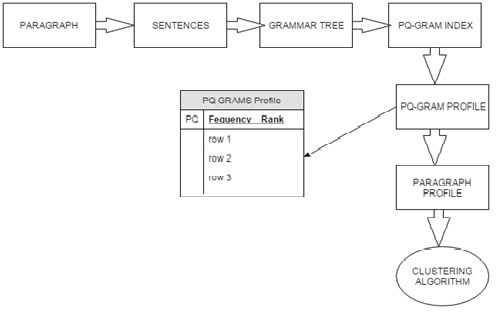 PARAGRAPH
SENTENCES
GRAMMAR TREE
PQ-GRAM INDEX
PQ GRAMS Profile
PQ Fequency Rank
row 1
row 2
row 3
PQ-GRAM PROFILE
PARAGRAPH
PROFILE
CLUSTERING
ALGORITHM